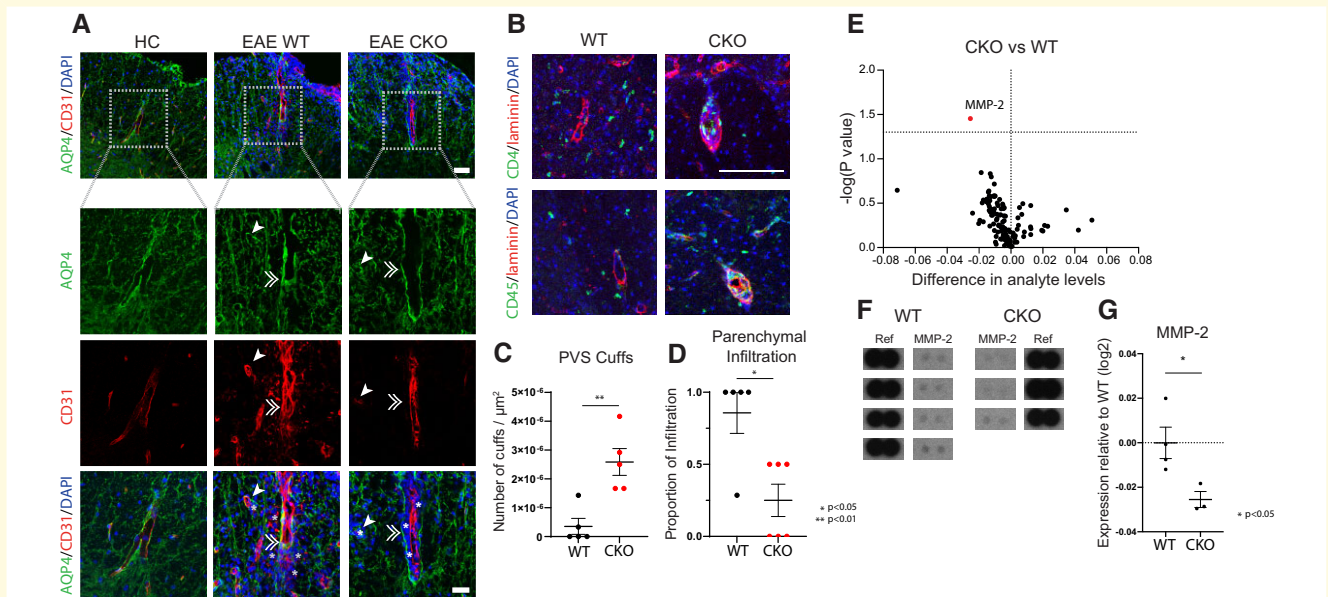 A
HC
EAE WT
EAE CKO
AQP4/CD31/DAPI
AQP4
CD31
AQP4/CD31/DAPI
*
*
*
*
*
*
*
*
B
WT
CKO
CD4/laminin/DAPI
CD45/laminin/DAPI
C
PVS Cuffs
Number of cuffs / µm²
5×10⁻⁶
4×10⁻⁶
3×10⁻⁶
2×10⁻⁶
1×10⁻⁶
0
**
WT
CKO
D
Parenchymal
Infiltration
Proportion of Infiltration
1.0
0.5
0.0
*
WT
CKO
* p<0.05
** p<0.01
E
CKO vs WT
-log(P value)
2.0
1.5
1.0
0.5
0.0
MMP-2
-0.08
-0.06
-0.04
-0.02
0.00
0.02
0.04
0.06
0.08
Difference in analyte levels
F
WT
CKO
Ref
MMP-2
MMP-2
Ref
G
MMP-2
Expression relative to WT (log2)
0.04
0.02
0.00
-0.02
-0.04
*
WT
CKO
* p<0.05